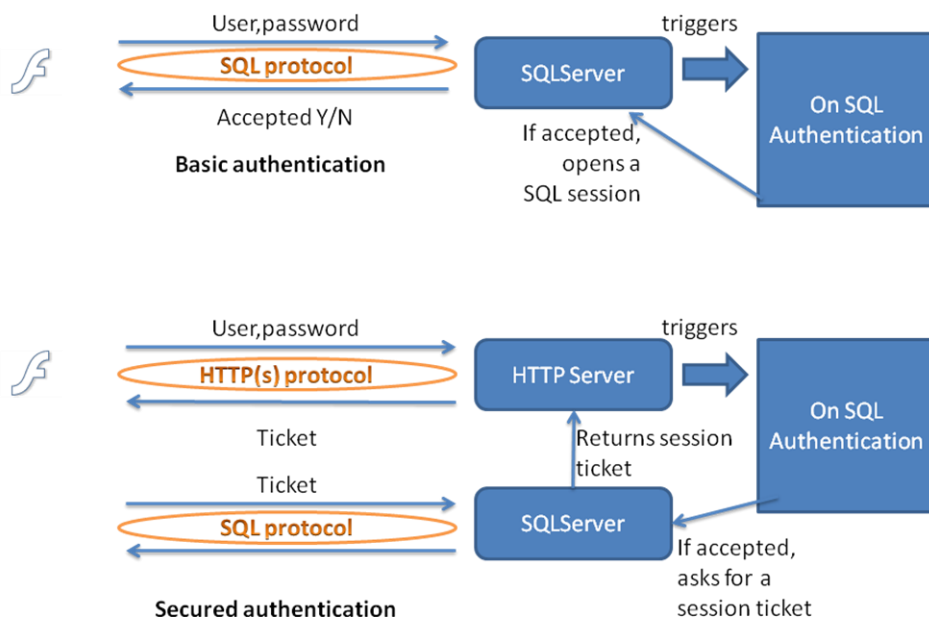 User,password
triggers
SQL protocol
SQLServer
On SQL
Authentication
Accepted Y/N
If accepted,
opens a
SQL session
Basic authentication
User,password
triggers
HTTP(s) protocol
HTTP Server
On SQL
Authentication
Ticket
Returns session
ticket
Ticket
SQL protocol
SQLServer
If accepted,
asks for a
session ticket
Secured authentication